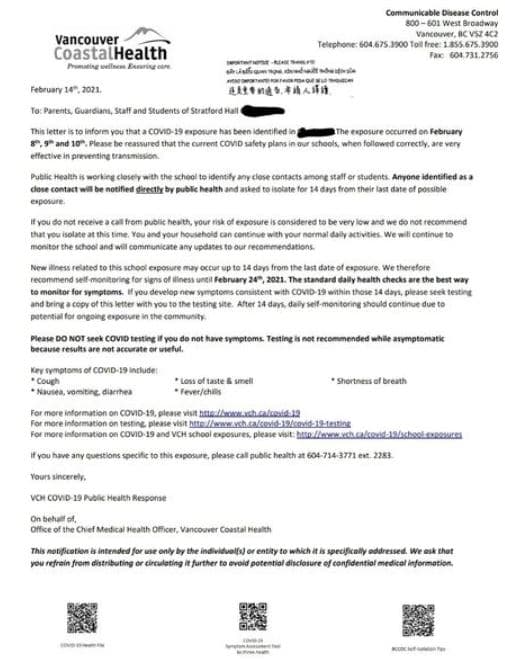 Communicable Disease Control
800 – 601 West Broadway
Vancouver, BC V5Z 4C2
Telephone: 604.675.3900 Toll free: 1.855.675.3900
Fax: 604.731.2756
Vancouver
CoastalHealth
Promoting wellness. Ensuring care.
IMPORTANT NOTICE - PLEASE TRANSLATE
February 14th, 2021.
To: Parents, Guardians, Staff and Students of Stratford Hall
This letter is to inform you that a COVID-19 exposure has been identified in The exposure occurred on February
8th, 9th and 10th. Please be reassured that the current COVID safety plans in our schools, when followed correctly, are very
effective in preventing transmission.
Public Health is working closely with the school to identify any close contacts among staff or students. Anyone identified as a
close contact will be notified directly by public health and asked to isolate for 14 days from their last date of possible
exposure.
If you do not receive a call from public health, your risk of exposure is considered to be very low and we do not recommend
that you isolate at this time. You and your household can continue with your normal daily activities. We will continue to
monitor the school and will communicate any updates to our recommendations.
New illness related to this school exposure may occur up to 14 days from the last date of exposure. We therefore
recommend self-monitoring for signs of illness until February 24th, 2021. The standard daily health checks are the best way
to monitor for symptoms. If you develop new symptoms consistent with COVID-19 within those 14 days, please seek testing
and bring a copy of this letter with you to the testing site. After 14 days, daily self-monitoring should continue due to
potential for ongoing exposure in the community.
Please DO NOT seek COVID testing if you do not have symptoms. Testing is not recommended while asymptomatic
because results are not accurate or useful.
Key symptoms of COVID-19 include:
* Cough * Loss of taste & smell * Shortness of breath
* Nausea, vomiting, diarrhea * Fever/chills
For more information on COVID-19, please visit http://www.vch.ca/covid-19
For more information on testing, please visit http://www.vch.ca/covid-19/covid-19-testing
For more information on COVID-19 and VCH school exposures, please visit: http://www.vch.ca/covid-19/school-exposures
If you have any questions specific to this exposure, please call public health at 604-714-3771 ext. 2283.
Yours sincerely,
VCH COVID-19 Public Health Response
On behalf of,
Office of the Chief Medical Health Officer, Vancouver Coastal Health
This notification is intended for use only by the individual(s) or entity to which it is specifically addressed. We ask that
you refrain from distributing or circulating it further to avoid potential disclosure of confidential medical information.
COVID-19 Health File
COVID-19
Symptom Assessment Tool
BCCDC Self-Isolation Tips